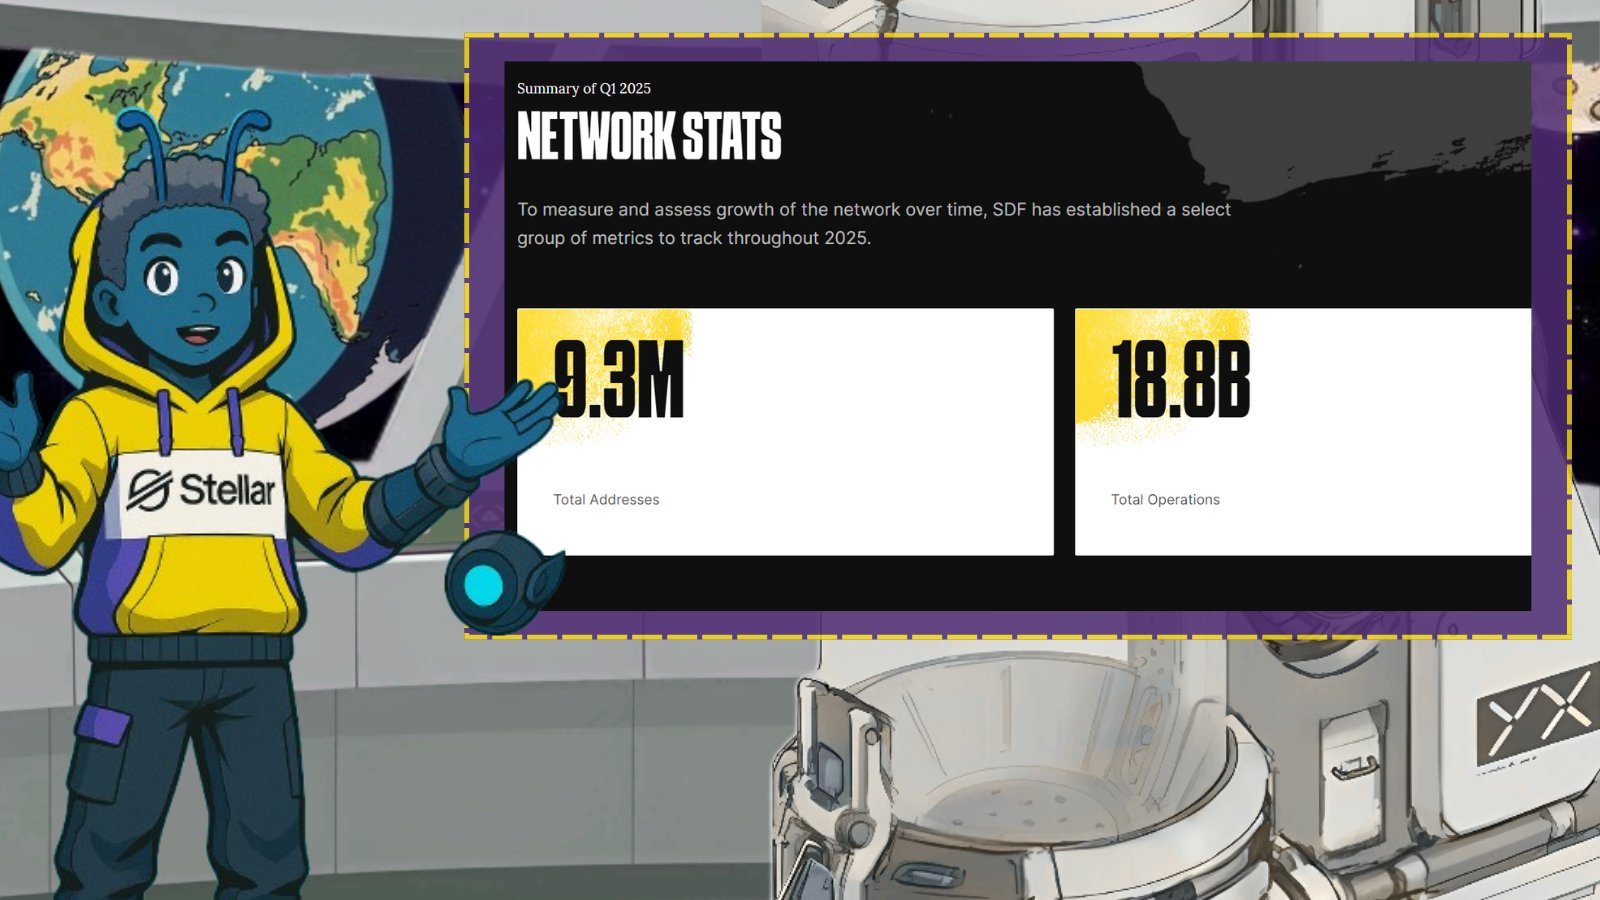 Summary of Q1 2025
NETWORK STATS
To measure and assess growth of the network over time, SDF has established a select
group of metrics to track throughout 2025.
9.3M
18.8B
Total Addresses
Total Operations
Stellar
YX